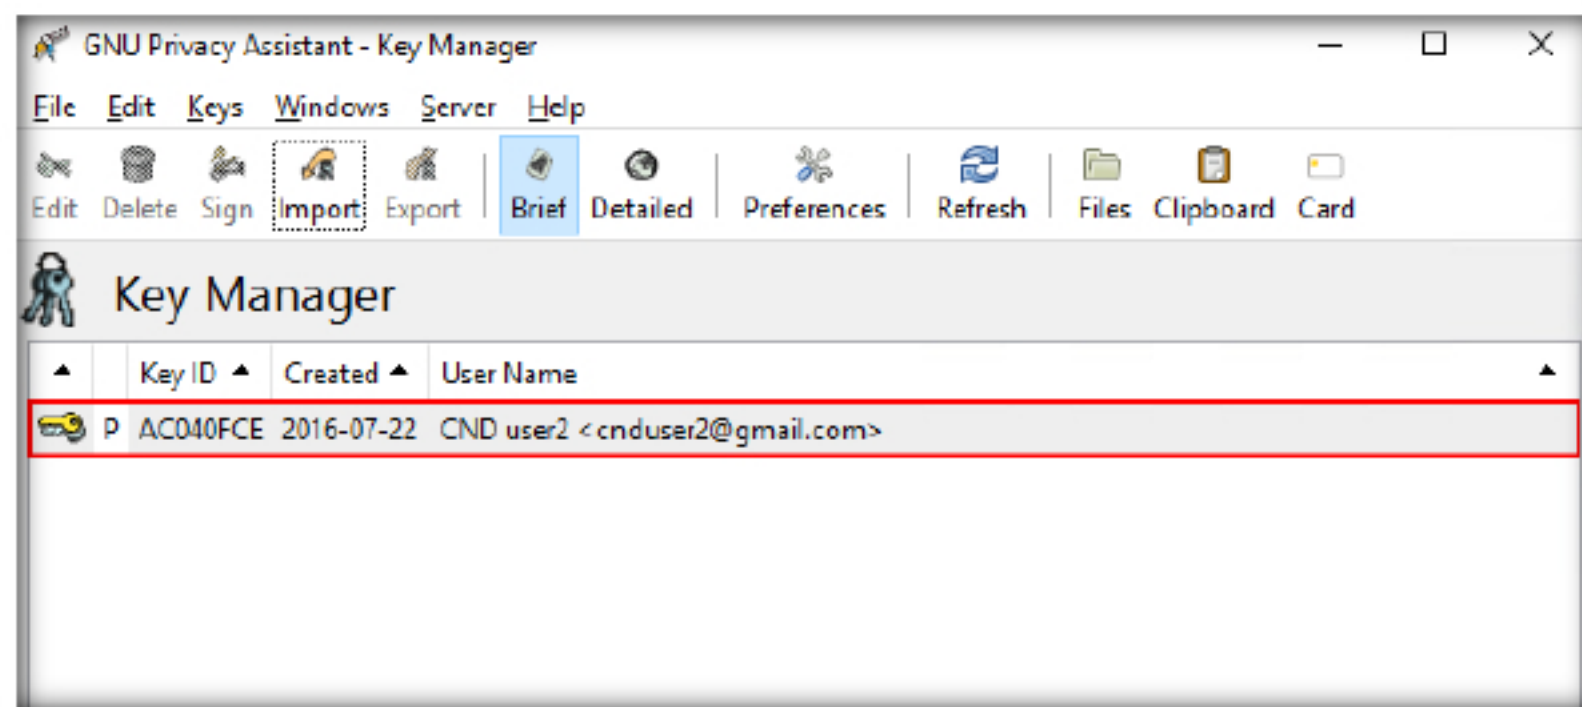 GNU Privacy Assistant - Key Manager
File Edit Keys Windows Server Help
Edit Delete Sign Import Export Brief Detailed Preferences Refresh Files Clipboard Card
Key Manager
Key ID Created User Name
P AC040FCE 2016-07-22 CND user2 <cnduser2@gmail.com>